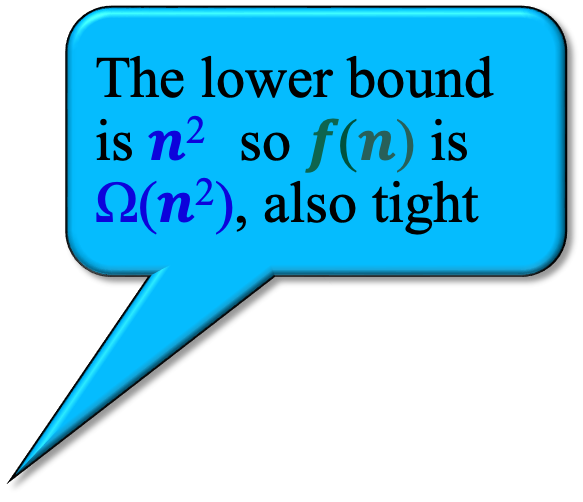 The lower bound
is n² so f(n) is
Ω(n²), also tight